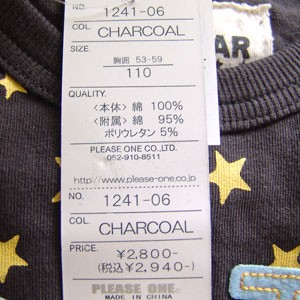 NO. 1241-06
COL. CHARCOAL
SIZE.
胸囲 53-59
110
QUALITY.
<本体> 綿 100%
<附属> 綿 95%
ポリウレタン 5%
PLEASE ONE CO.,LTD.
052-910-8511
http://www.please-one.co.jp
NO. 1241-06
COL. CHARCOAL
PRICE.
¥2,800-
(税込¥2,940-)
PLEASE ONE.
MADE IN CHINA